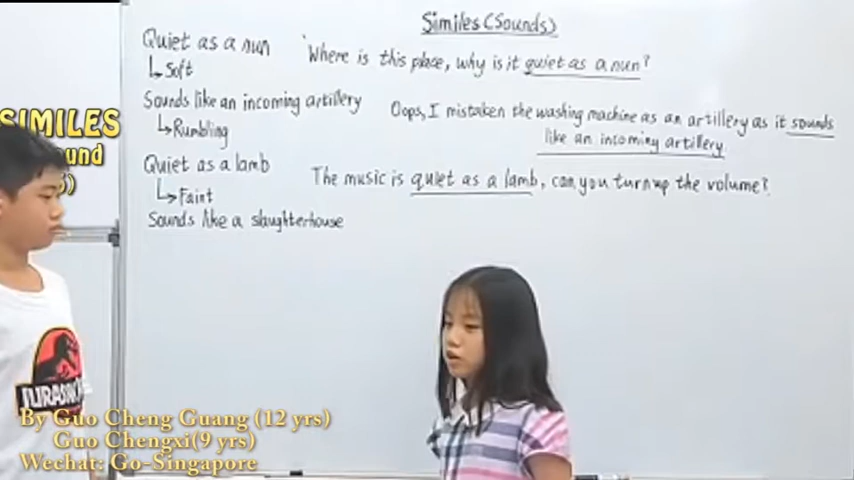 Similes (Sounds)
Quiet as a nun
Soft
'Where is this place, why is it quiet as a nun?
Sounds like an incoming artillery
Rumbling
Oops, I mistaken the washing machine as an artillery as it sounds
like an incoming artillery
Quiet as a lamb
Faint
The music is quiet as a lamb, can you turn up the volume?
Sounds like a slaughterhouse
SIMILES
JURASSIC
By Guo Cheng Guang (12 yrs)
Guo Chengxi(9 yrs)
Wechat: Go-Singapore